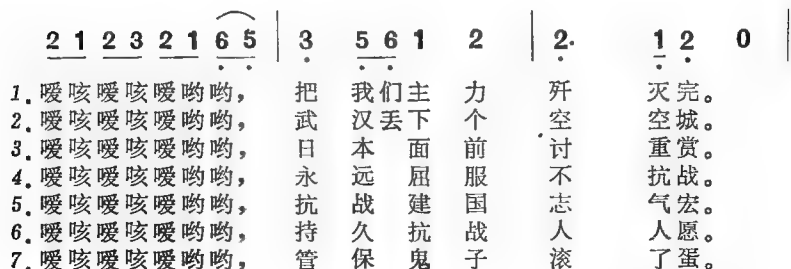 2 1 2 3 2 1 6 5 | 3 5 6 1 2 | 2. 1 2 0 |
1.嗳咳嗳咳嗳哟哟， 把 我们主 力 歼 灭完。
2.嗳咳嗳咳嗳哟哟， 武 汉丢下 个 空 空城。
3.嗳咳嗳咳嗳哟哟， 日 本 面 前 讨 重赏。
4.嗳咳嗳咳嗳哟哟， 永 远 屈 服 不 抗战。
5.嗳咳嗳咳嗳哟哟， 抗 战 建 国 志 气宏。
6.嗳咳嗳咳嗳哟哟， 持 久 抗 战 人 人愿。
7.嗳咳嗳咳嗳哟哟， 管 保 鬼 子 滚 了蛋。